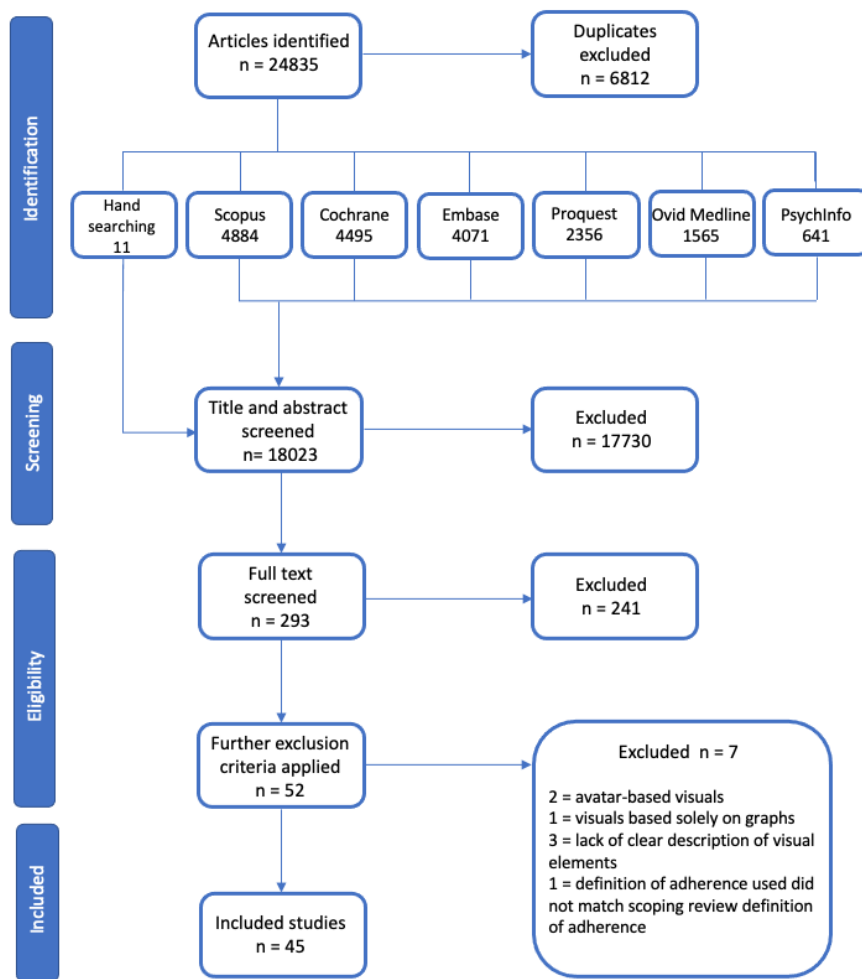 Identification
Articles identified
n = 24835
Duplicates
excluded
n = 6812
Hand
searching
11
Scopus
4884
Cochrane
4495
Embase
4071
Proquest
2356
Ovid Medline
1565
PsychInfo
641
Screening
Title and abstract
screened
n= 18023
Excluded
n = 17730
Eligibility
Full text
screened
n = 293
Excluded
n = 241
Further exclusion
criteria applied
n = 52
Excluded n = 7
2 = avatar-based visuals
1 = visuals based solely on graphs
3 = lack of clear description of visual
elements
1 = definition of adherence used did
not match scoping review definition
of adherence
Included
Included studies
n = 45